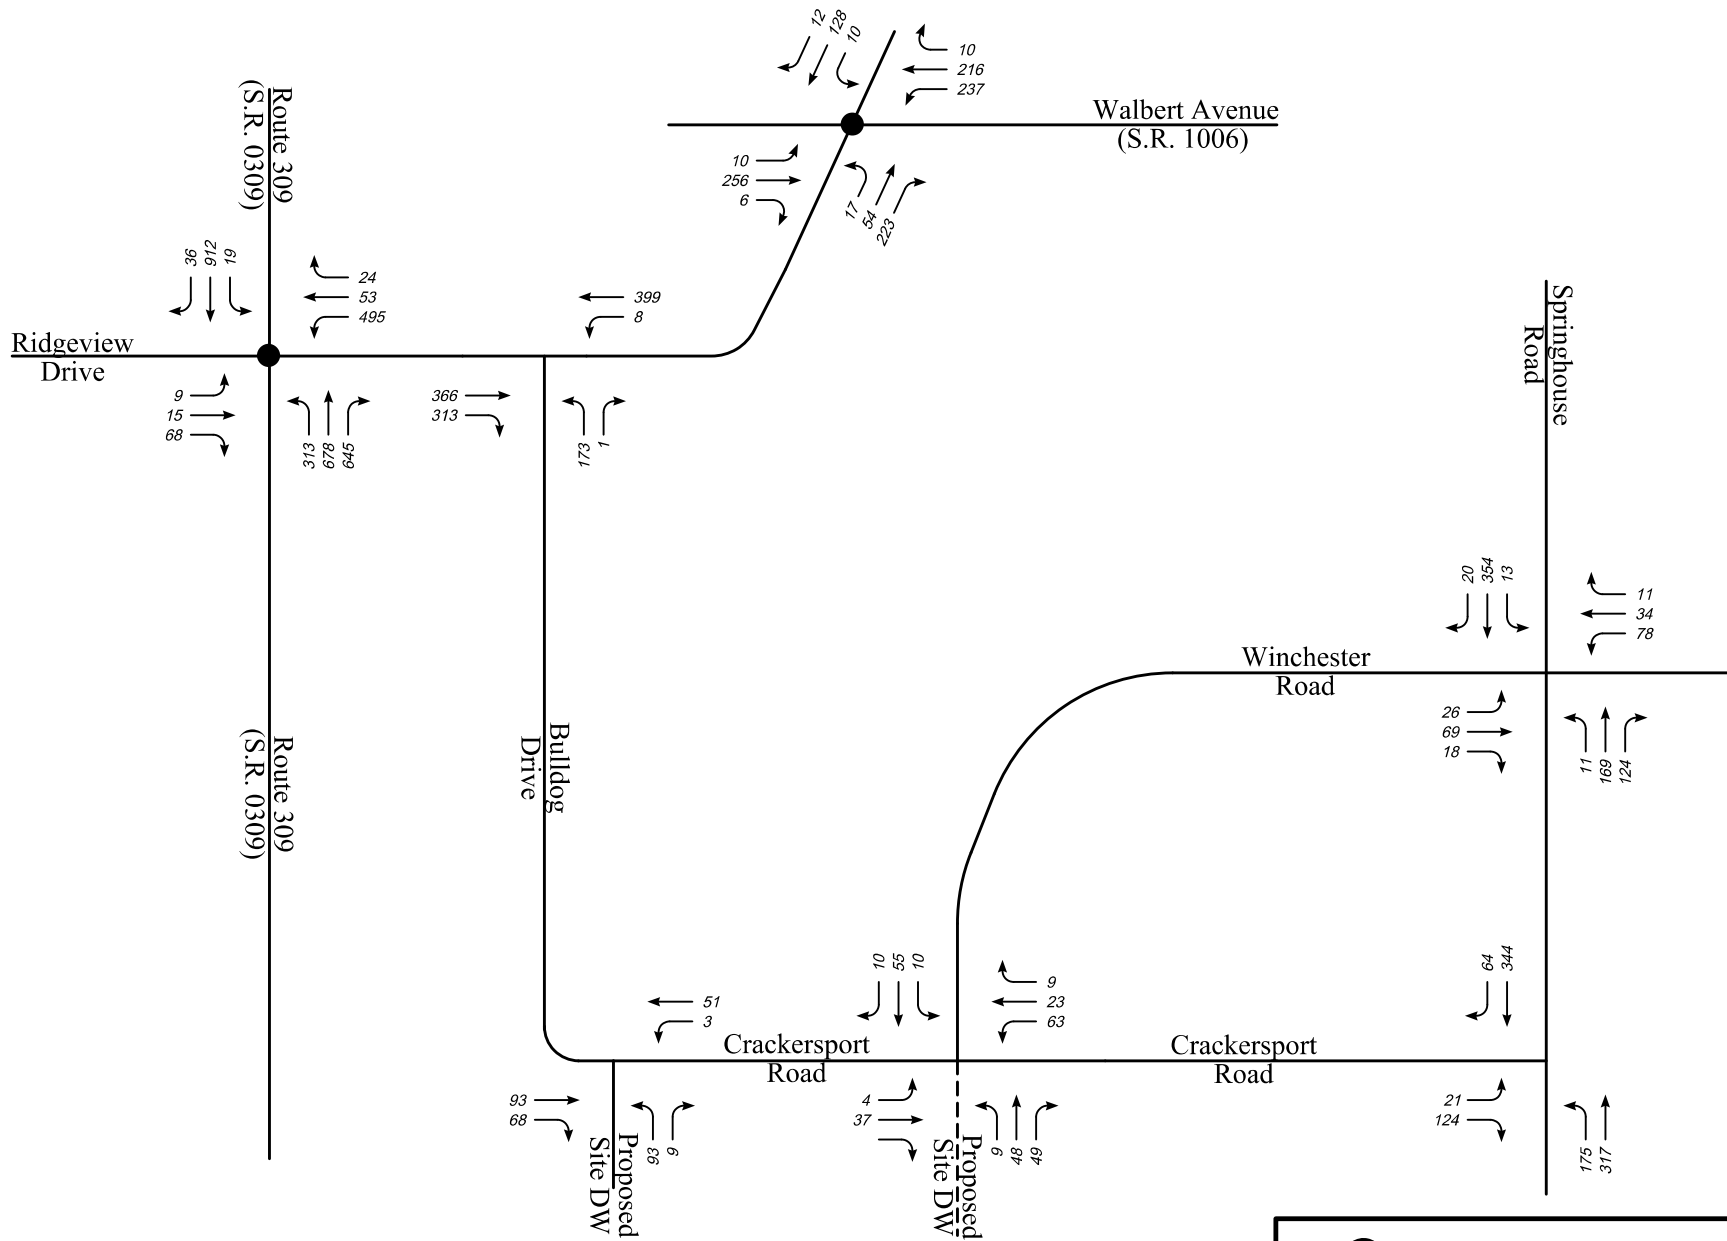 12
128
10
10
216
237
Walbert Avenue
(S.R. 1006)
10
256
6
17
54
223
Route 309
(S.R. 0309)
36
912
19
24
53
495
399
8
Ridgeview
Drive
9
15
68
313
678
645
366
313
173
1
Springhouse
Road
20
354
13
11
34
78
Winchester
Road
26
69
18
11
169
124
Route 309
(S.R. 0309)
Bulldog
Drive
10
55
10
9
23
63
64
344
51
3
Crackersport
Road
Crackersport
Road
93
68
93
9
Proposed
Site DW
4
37
9
48
49
Proposed
Site DW
21
124
175
317